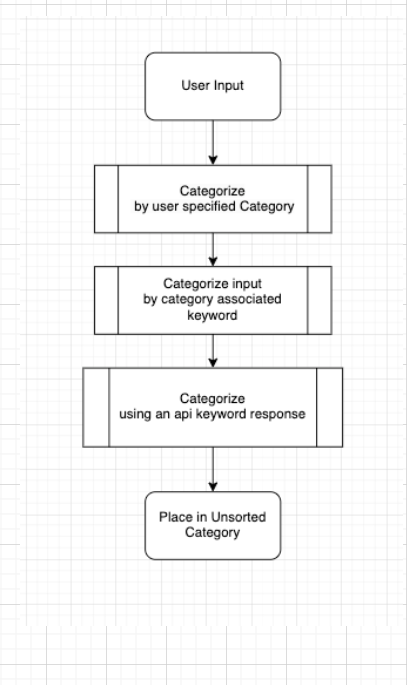 User Input
Categorize
by user specified Category
Categorize input
by category associated
keyword
Categorize
using an api keyword response
Place in Unsorted
Category